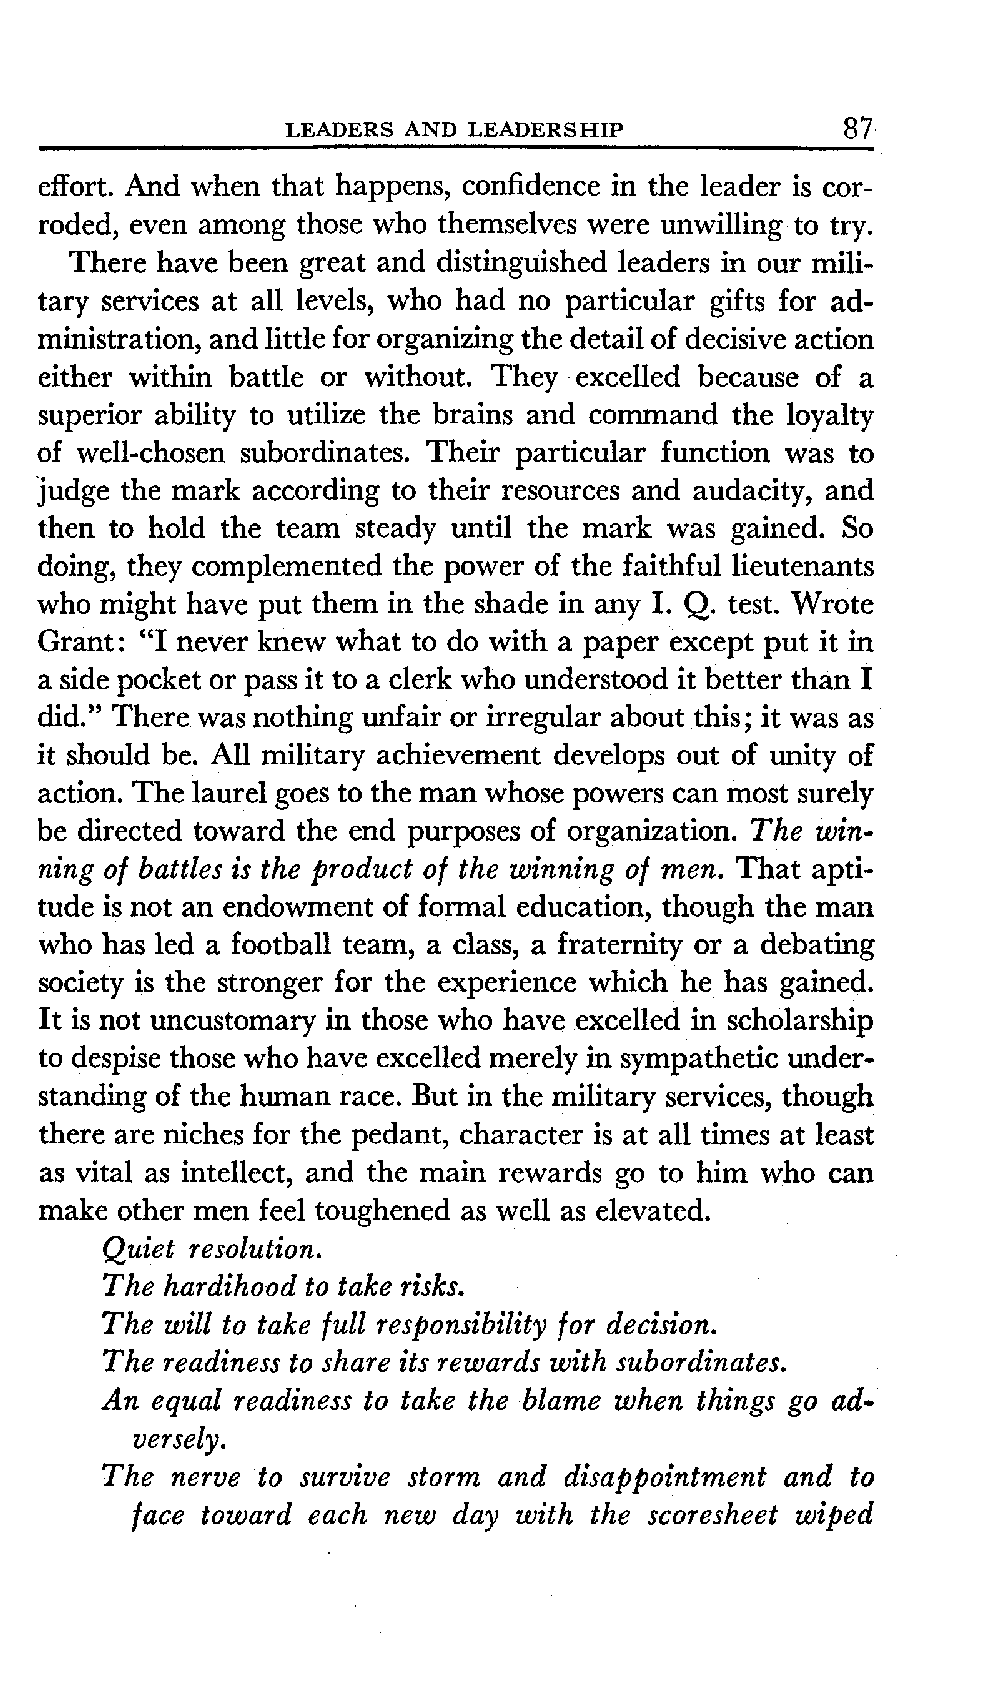 LEADERS AND LEADERSHIP 87
effort. And when that happens, confidence in the leader is cor-
roded, even among those who themselves were unwilling to try.
There have been great and distinguished leaders in our mili-
tary services at all levels, who had no particular gifts for ad-
ministration, and little for organizing the detail of decisive action
either within battle or without. They excelled because of a
superior ability to utilize the brains and command the loyalty
of well-chosen subordinates. Their particular function was to
judge the mark according to their resources and audacity, and
then to hold the team steady until the mark was gained. So
doing, they complemented the power of the faithful lieutenants
who might have put them in the shade in any I. Q. test. Wrote
Grant: “I never knew what to do with a paper except put it in
a side pocket or pass it to a clerk who understood it better than I
did.” There was nothing unfair or irregular about this; it was as
it should be. All military achievement develops out of unity of
action. The laurel goes to the man whose powers can most surely
be directed toward the end purposes of organization. The win-
ning of battles is the product of the winning of men. That apti-
tude is not an endowment of formal education, though the man
who has led a football team, a class, a fraternity or a debating
society is the stronger for the experience which he has gained.
It is not uncustomary in those who have excelled in scholarship
to despise those who have excelled merely in sympathetic under-
standing of the human race. But in the military services, though
there are niches for the pedant, character is at all times at least
as vital as intellect, and the main rewards go to him who can
make other men feel toughened as well as elevated.
Quiet resolution.
The hardihood to take risks.
The will to take full responsibility for decision.
The readiness to share its rewards with subordinates.
An equal readiness to take the blame when things go ad-
versely.
The nerve to survive storm and disappointment and to
face toward each new day with the scoresheet wiped